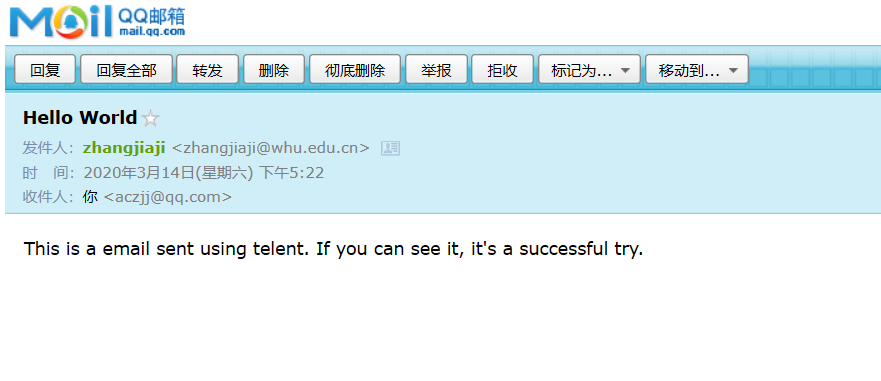 Mail QQ邮箱
mail.qq.com
回复 回复全部 转发 删除 彻底删除 举报 拒收 标记为... 移动到...
Hello World
发件人：zhangjiaji <zhangjiaji@whu.edu.cn>
时 间：2020年3月14日(星期六) 下午5:22
收件人：你 <aczjj@qq.com>
This is a email sent using telent. If you can see it, it's a successful try.